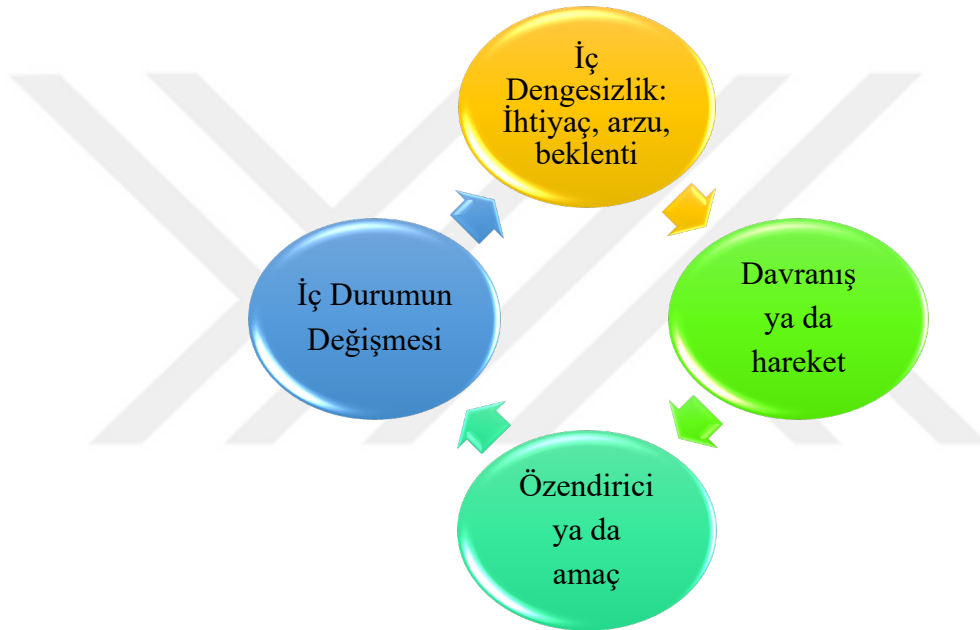 İç
Dengesizlik:
İhtiyaç, arzu,
beklenti
Davranış
ya da
hareket
Özendirici
ya da
amaç
İç Durumun
Değişmesi